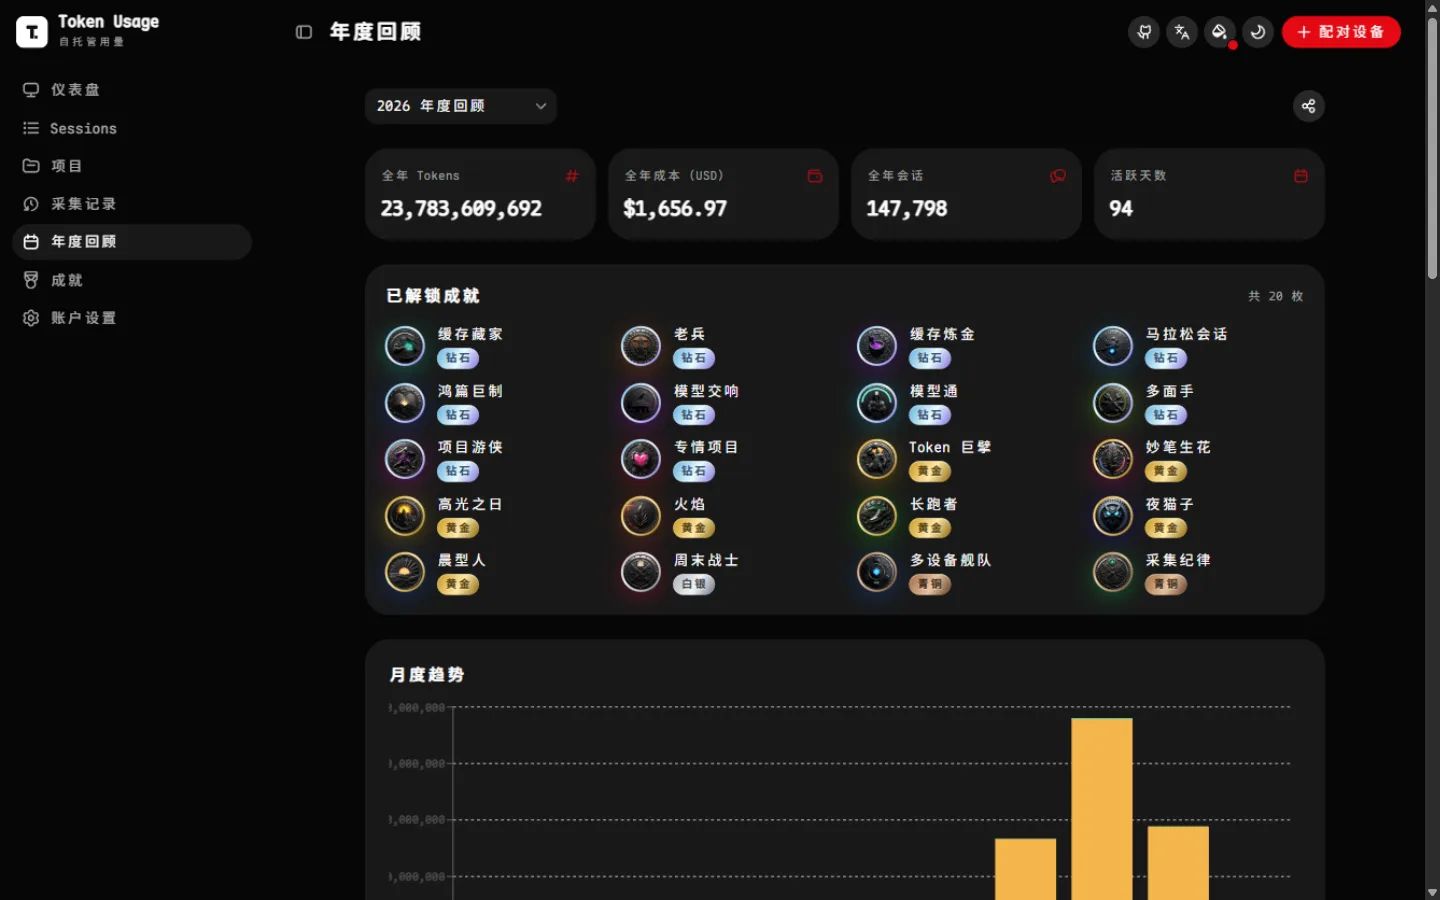 Token Usage
自托管用量
年度回顾
配对设备
仪表盘
Sessions
项目
采集记录
年度回顾
成就
账户设置
2026 年度回顾
全年 Tokens
23,783,609,692
全年成本 (USD)
$1,656.97
全年会话
147,798
活跃天数
94
已解锁成就
共 20 枚
缓存藏家
钻石
老兵
钻石
缓存炼金
钻石
马拉松会话
钻石
鸿篇巨制
钻石
模型交响
钻石
模型通
钻石
多面手
钻石
项目游侠
钻石
专情项目
钻石
Token 巨擘
黄金
妙笔生花
黄金
高光之日
黄金
火焰
黄金
长跑者
黄金
夜猫子
黄金
晨型人
黄金
周末战士
白银
多设备舰队
青铜
采集纪律
青铜
月度趋势